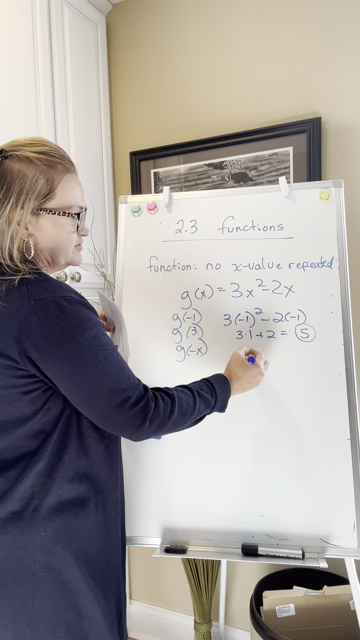 2.3 functions
function: no x-value repeated
g(x) = 3x² - 2x
g(-1) 3(-1)² - 2(-1)
g(3) 3·1 + 2 = 5
g(-x)